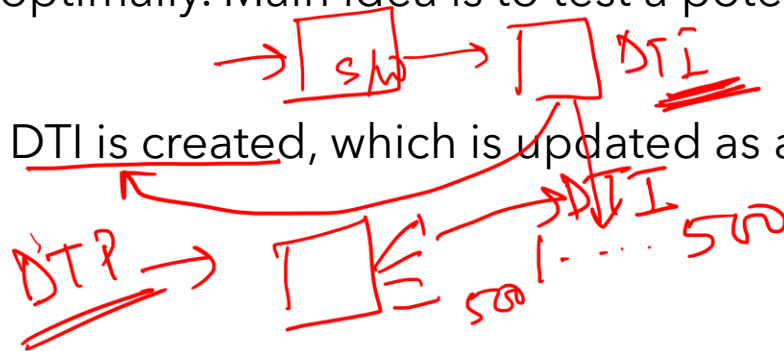 optimally. Main idea is to test a pote
S/W DTI
DTI is created, which is updated as a
DTI
1 .... 500
DTP 500